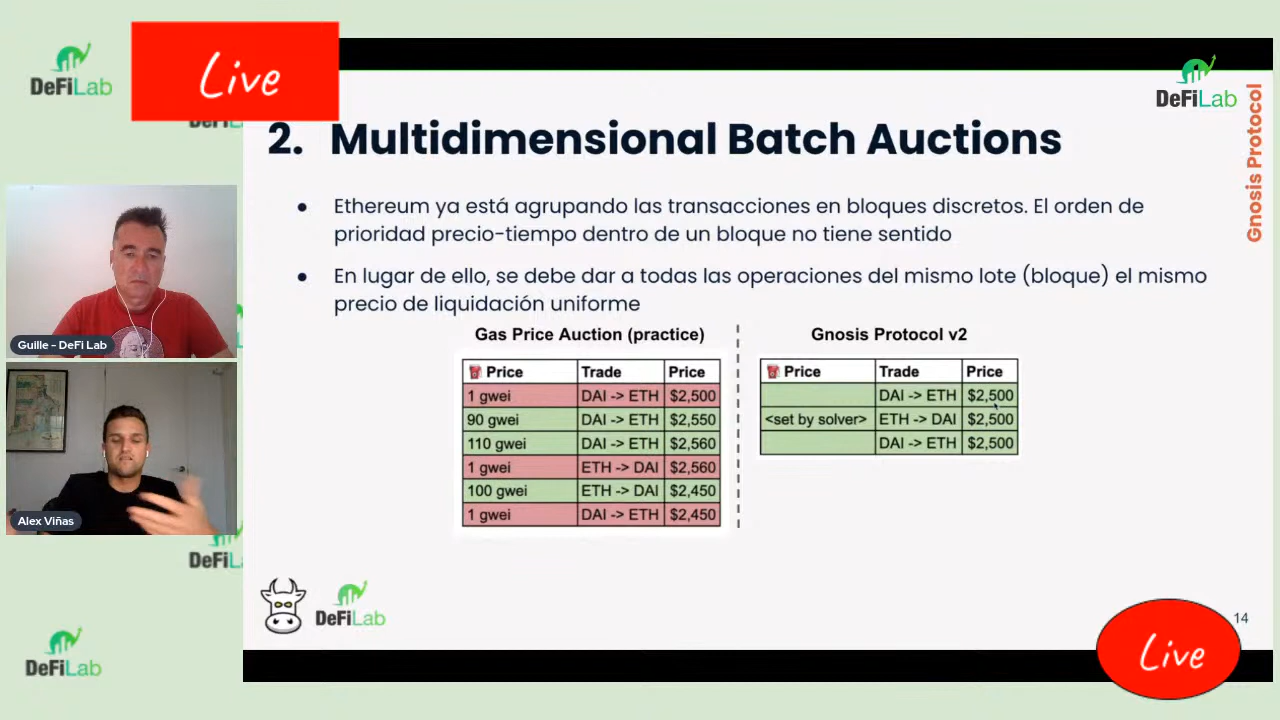 DeFiLab
Live
DeFiLab
DeFiLab
Gnosis Protocol
2. Multidimensional Batch Auctions
● Ethereum ya está agrupando las transacciones en bloques discretos. El orden de
prioridad precio-tiempo dentro de un bloque no tiene sentido
● En lugar de ello, se debe dar a todas las operaciones del mismo lote (bloque) el mismo
precio de liquidación uniforme
Guille - DeFi Lab
Alex Viñas
Gas Price Auction (practice)
Price Trade Price
1 gwei DAI -> ETH $2,500
90 gwei DAI -> ETH $2,550
110 gwei DAI -> ETH $2,560
1 gwei ETH -> DAI $2,560
100 gwei ETH -> DAI $2,450
1 gwei DAI -> ETH $2,450
Gnosis Protocol v2
Price Trade Price
DAI -> ETH $2,500
<set by solver> ETH -> DAI $2,500
DAI -> ETH $2,500
DeFiL
DeFiLab
14
DeFiLab
Live